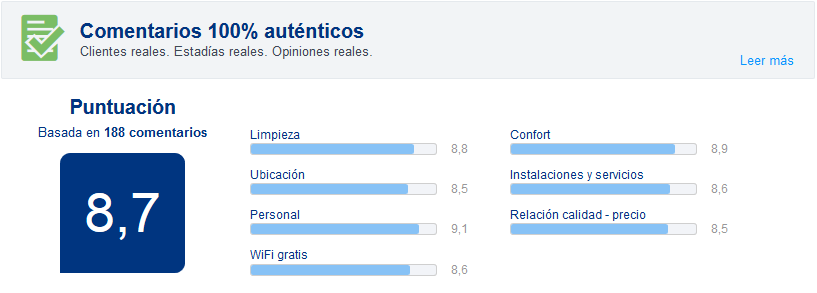 Comentarios 100% auténticos
Clientes reales. Estadías reales. Opiniones reales.
Leer más
Puntuación
Basada en 188 comentarios
8,7
Limpieza
8,8
Ubicación
8,5
Personal
9,1
WiFi gratis
8,6
Confort
8,9
Instalaciones y servicios
8,6
Relación calidad - precio
8,5